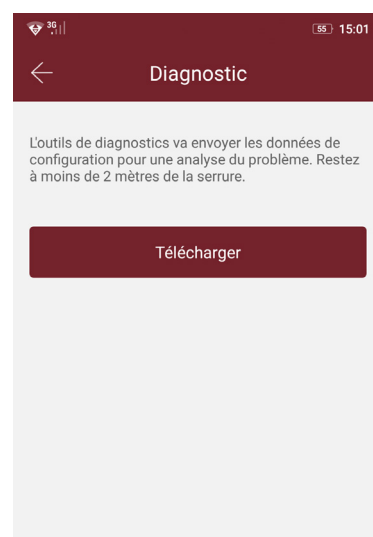 3G 55 15:01
Diagnostic
L'outils de diagnostics va envoyer les données de
configuration pour une analyse du problème. Restez
à moins de 2 mètres de la serrure.
Télécharger